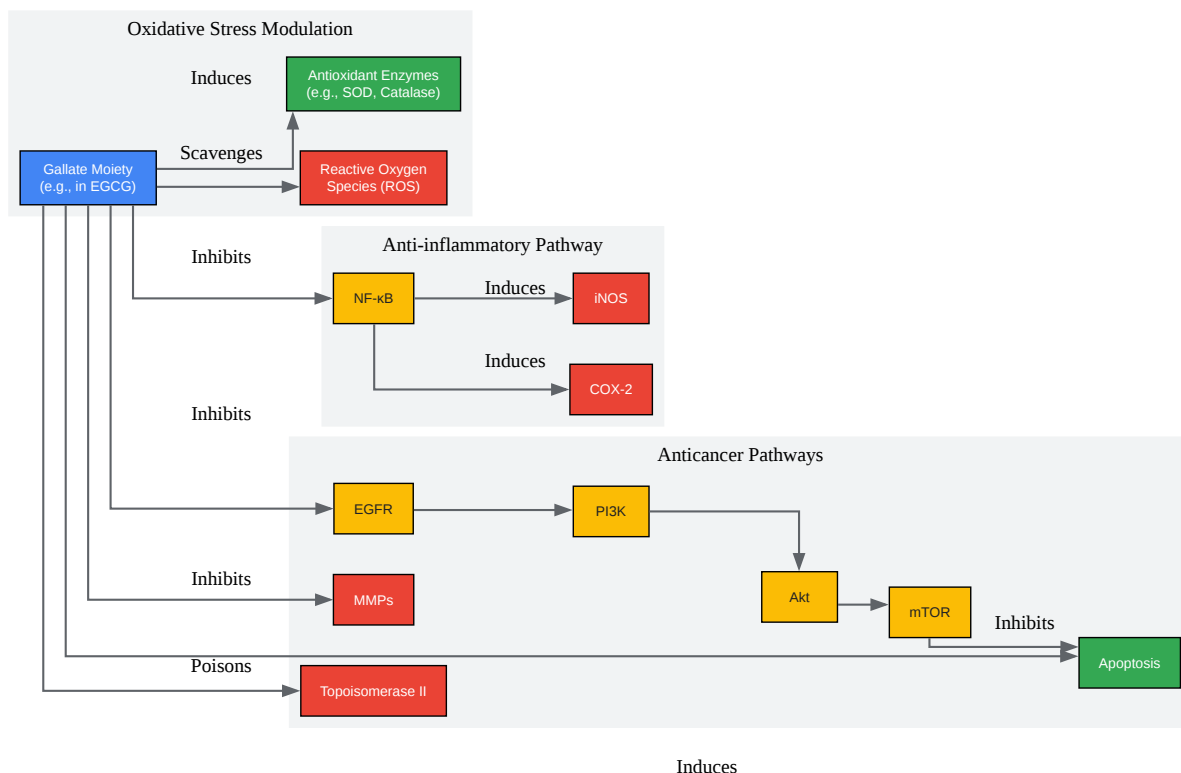 Oxidative Stress Modulation
Induces
Antioxidant Enzymes
(e.g., SOD, Catalase)
Scavenges
Gallate Moiety
(e.g., in EGCG)
Reactive Oxygen
Species (ROS)
Anti-inflammatory Pathway
Inhibits
NF-κB
Induces
iNOS
Induces
COX-2
Inhibits
Anticancer Pathways
EGFR
PI3K
Inhibits
MMPs
Akt
mTOR
Inhibits
Poisons
Apoptosis
Topoisomerase II
Induces